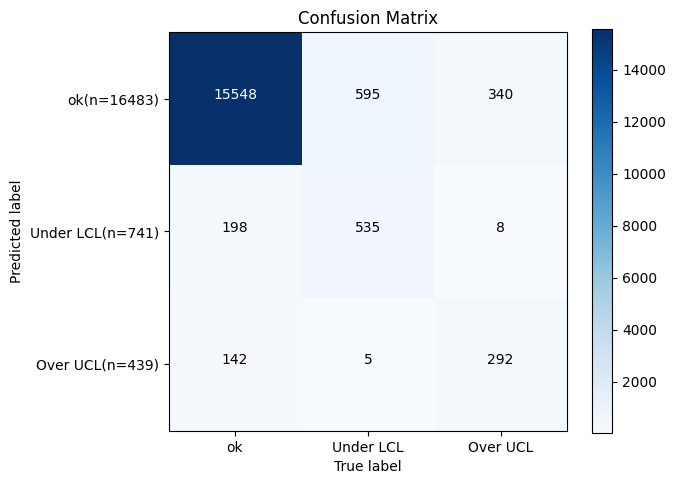 Confusion Matrix
Predicted label
ok(n=16483)
15548 595 340
Under LCL(n=741)
198 535 8
Over UCL(n=439)
142 5 292
ok Under LCL Over UCL
True label
14000
12000
10000
8000
6000
4000
2000